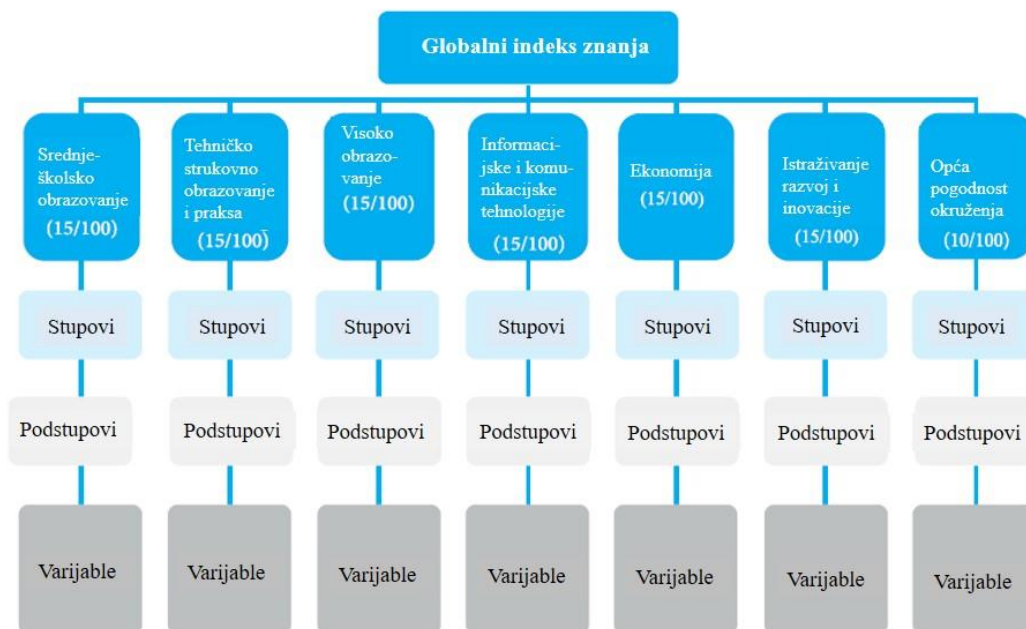 Globalni indeks znanja
Srednje-
školsko
obrazovanje
(15/100)
Tehničko
strukovno
obrazovanje
i praksa
(15/100)
Visoko
obrazo-
vanje
(15/100)
Informaci-
jske i komu-
nikacijske
tehnologije
(15/100)
Ekonomija
(15/100)
Istraživanje
razvoj i
inovacije
(15/100)
Opća
pogodnost
okruženja
(10/100)
Stupovi
Stupovi
Stupovi
Stupovi
Stupovi
Stupovi
Stupovi
Podstupovi
Podstupovi
Podstupovi
Podstupovi
Podstupovi
Podstupovi
Podstupovi
Varijable
Varijable
Varijable
Varijable
Varijable
Varijable
Varijable